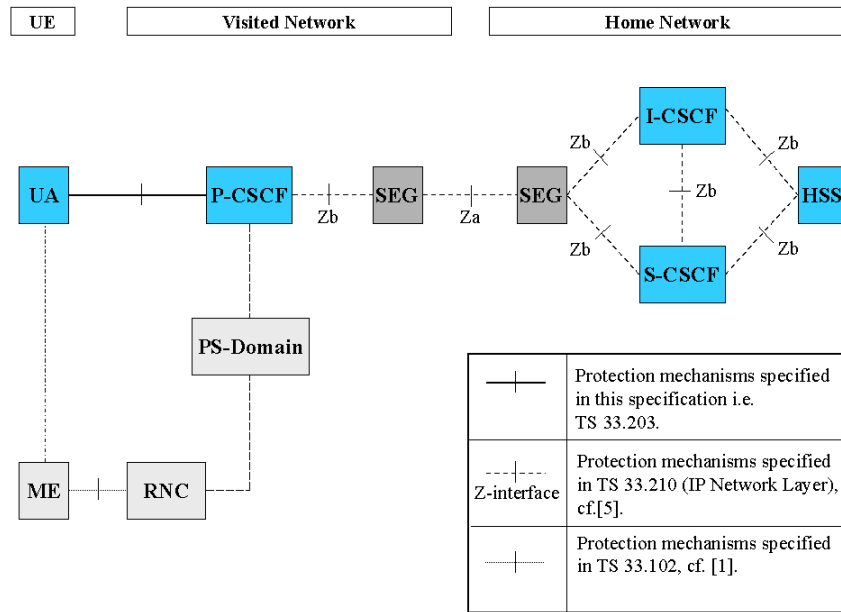 UE
Visited Network
Home Network
I-CSCF
Zb
Zb
UA
P-CSCF
SEG
SEG
HSS
Zb
Za
Zb
Zb
Zb
S-CSCF
PS-Domain
ME
RNC
Protection mechanisms specified
in this specification i.e.
TS 33.203.
Z-interface
Protection mechanisms specified
in TS 33.210 (IP Network Layer),
cf.[5].
Protection mechanisms specified
in TS 33.102, cf. [1].